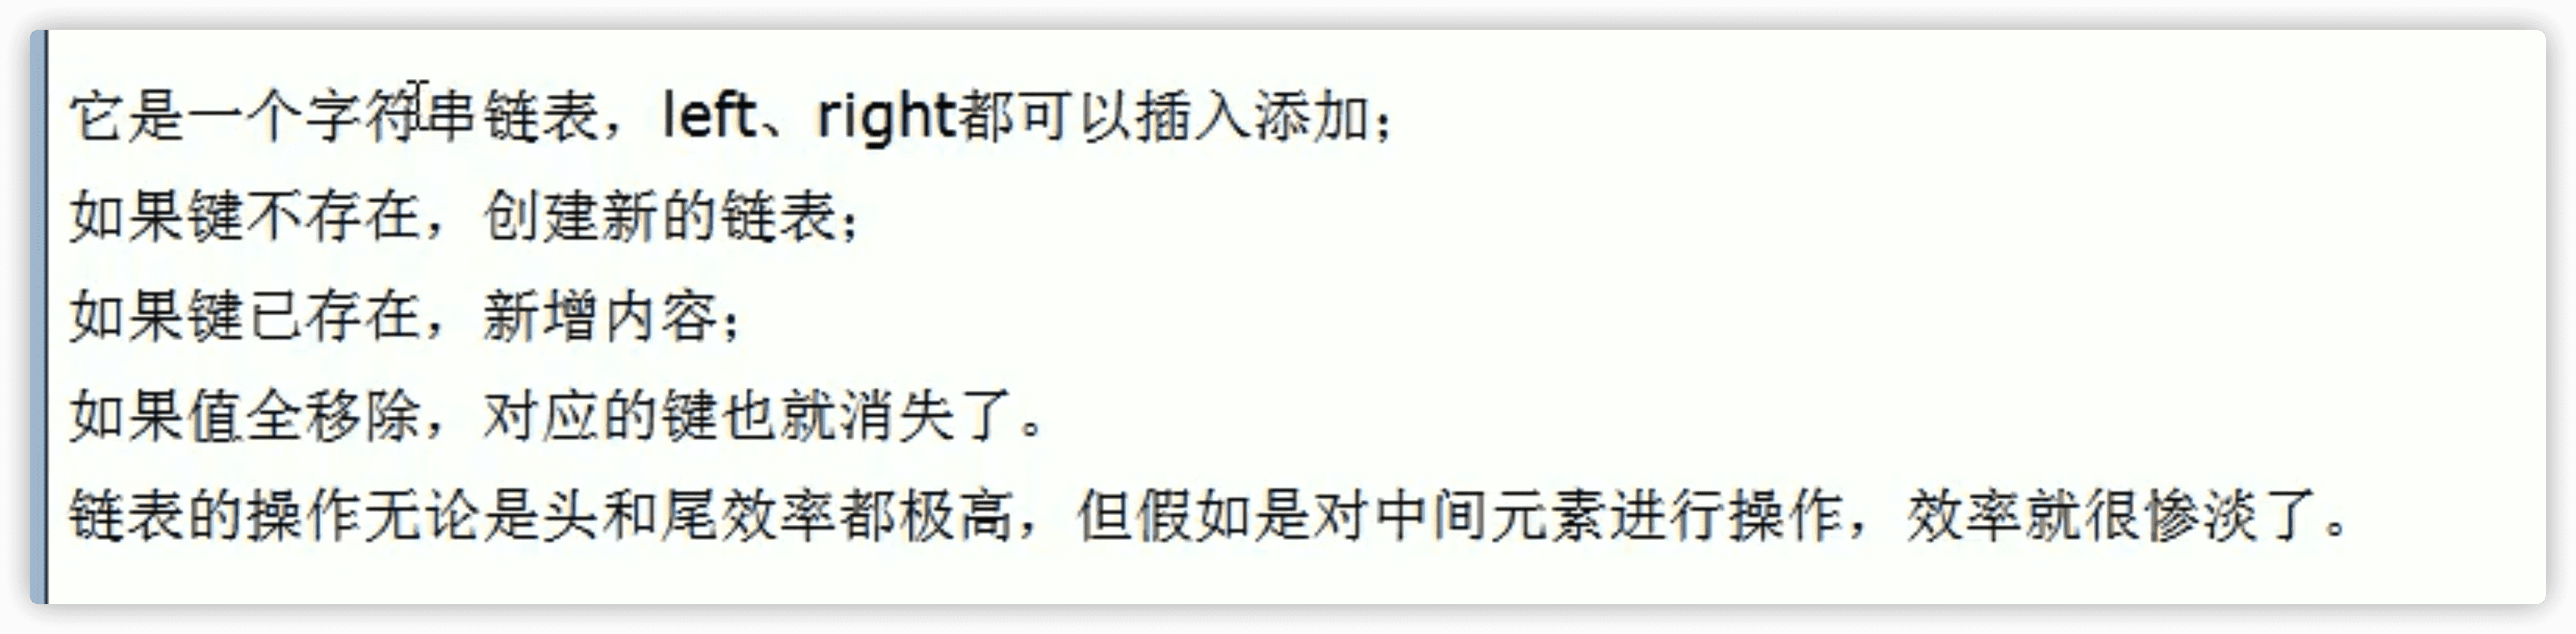 它是一个字符串链表，left、right都可以插入添加；
如果键不存在，创建新的链表；
如果键已存在，新增内容；
如果值全移除，对应的键也就消失了。
链表的操作无论是头和尾效率都极高，但假如是对中间元素进行操作，效率就很惨淡了。